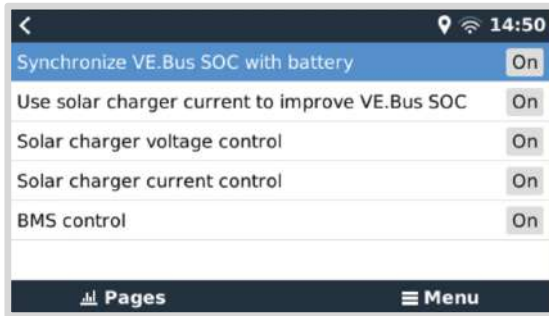 14:50
Synchronize VE.Bus SOC with battery On
Use solar charger current to improve VE.Bus SOC On
Solar charger voltage control On
Solar charger current control On
BMS control On
Pages Menu